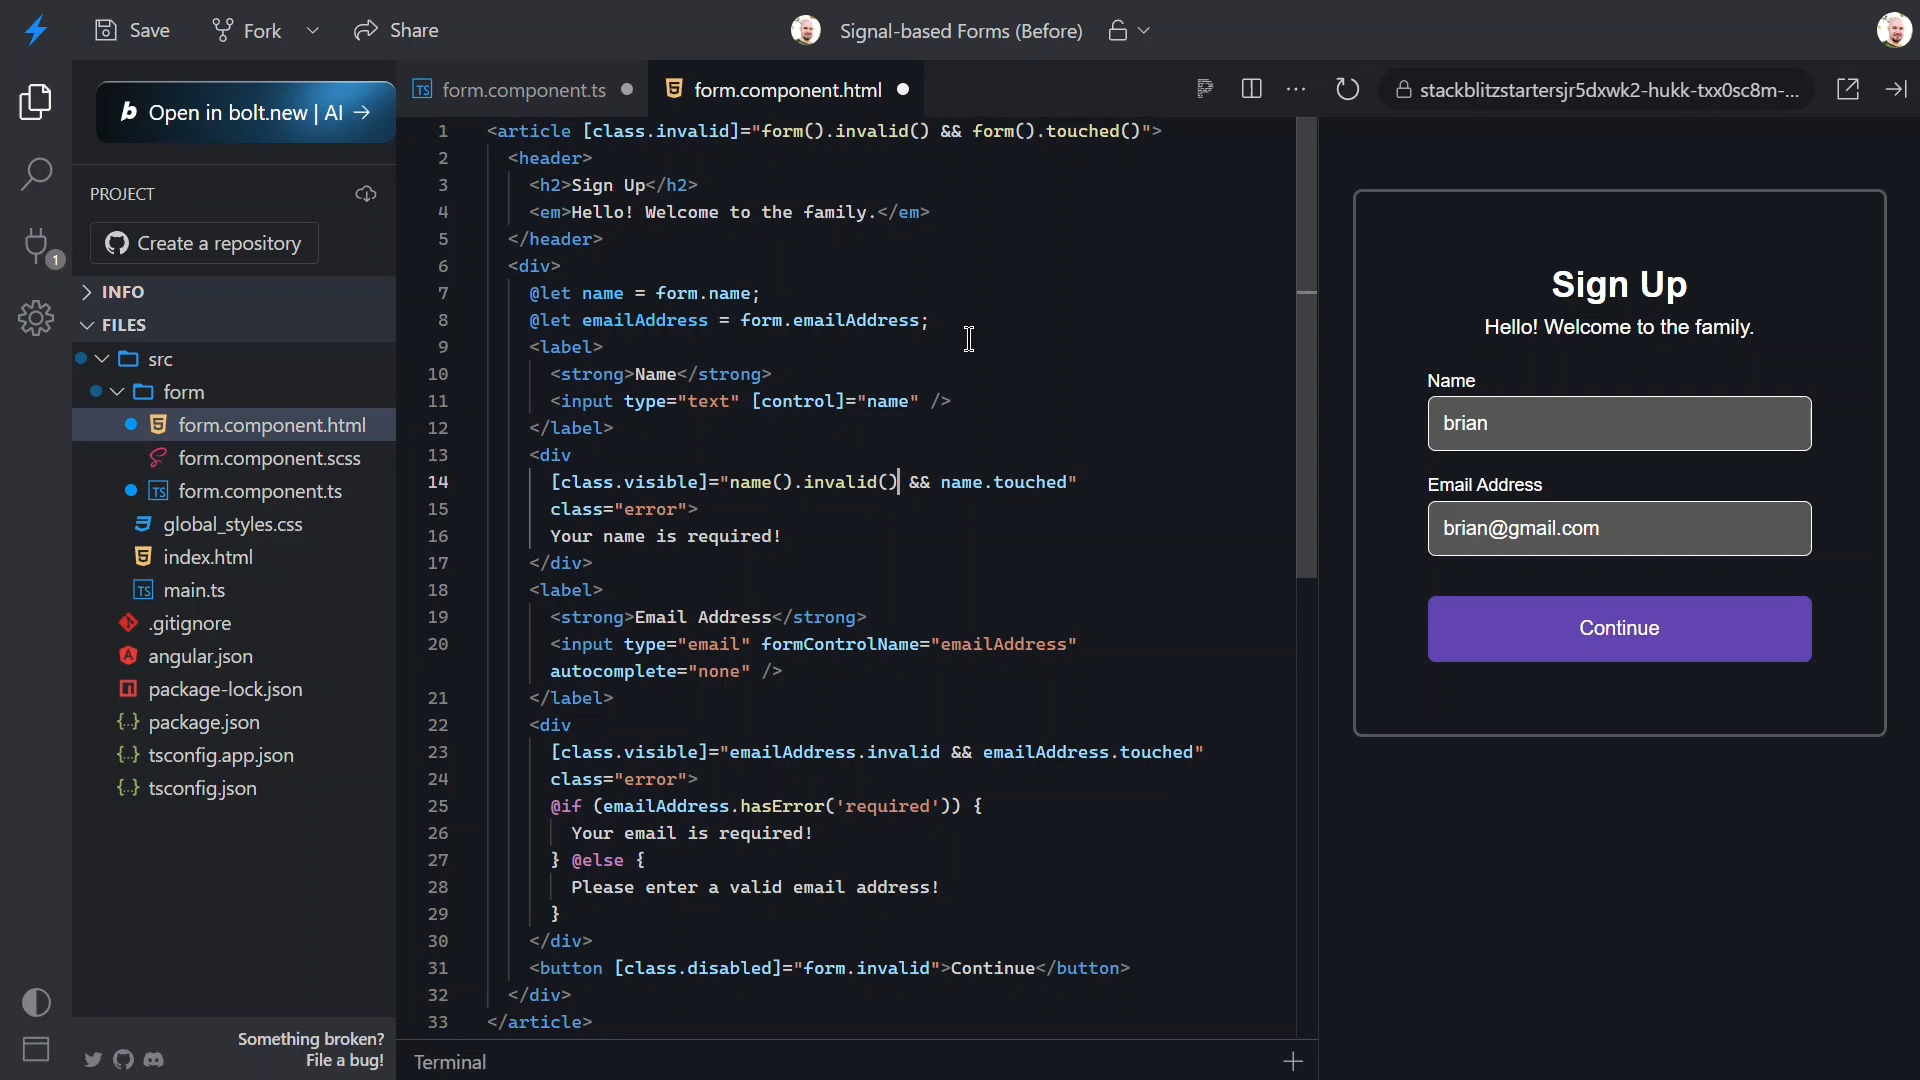 Save
Fork
Share
Signal-based Forms (Before)
b Open in bolt.new | AI →
PROJECT
Create a repository
1
INFO
FILES
src
form
form.component.html
form.component.scss
form.component.ts
global_styles.css
index.html
main.ts
.gitignore
angular.json
package-lock.json
package.json
tsconfig.app.json
tsconfig.json
Something broken?
File a bug!
TS form.component.ts
form.component.html
stackblitzstartersjr5dxwk2-hukk-txx0sc8m-...
1 <article [class.invalid]="form().invalid() && form().touched()">
2 <header>
3 <h2>Sign Up</h2>
4 <em>Hello! Welcome to the family.</em>
5 </header>
6 <div>
7 @let name = form.name;
8 @let emailAddress = form.emailAddress;
9 <label>
10 <strong>Name</strong>
11 <input type="text" [control]="name" />
12 </label>
13 <div
14 [class.visible]="name().invalid() && name.touched"
15 class="error">
16 Your name is required!
17 </div>
18 <label>
19 <strong>Email Address</strong>
20 <input type="email" formControlName="emailAddress"
autocomplete="none" />
21 </label>
22 <div
23 [class.visible]="emailAddress.invalid && emailAddress.touched"
24 class="error">
25 @if (emailAddress.hasError('required')) {
26 Your email is required!
27 } @else {
28 Please enter a valid email address!
29 }
30 </div>
31 <button [class.disabled]="form.invalid">Continue</button>
32 </div>
33 </article>
Terminal
Sign Up
Hello! Welcome to the family.
Name
brian
Email Address
brian@gmail.com
Continue